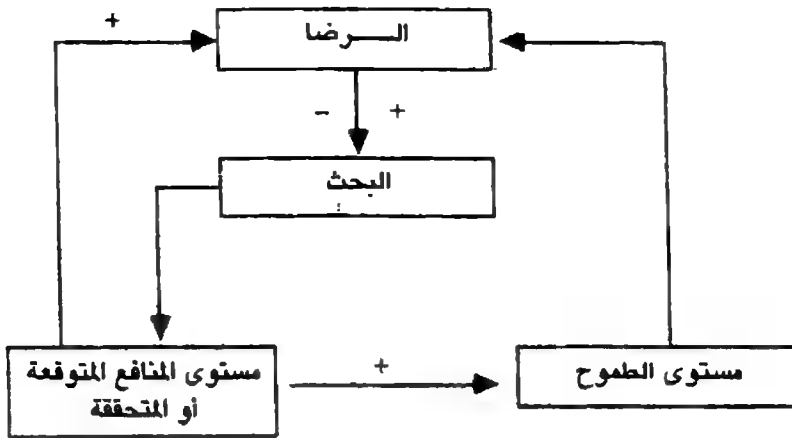 +
الـــرضا
- +
البحث
مستوى المنافع المتوقعة
أو المتحققة
+
مستوى الطموح